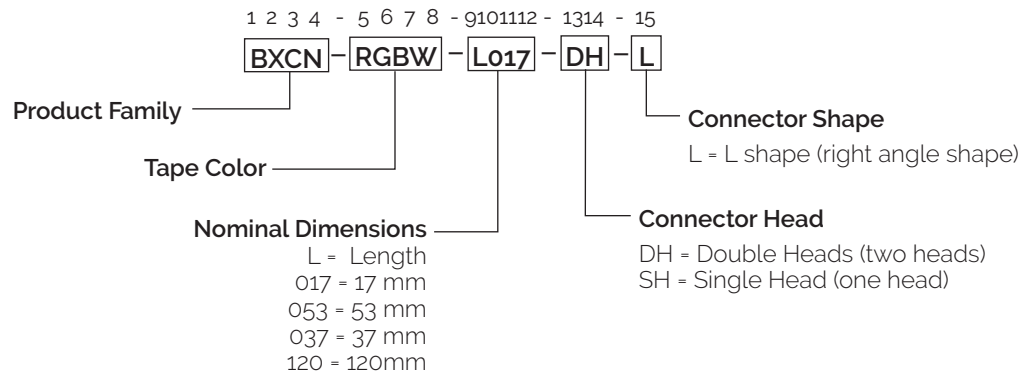 1 2 3 4 - 5 6 7 8 - 9101112 - 1314 - 15
BXCN - RGBW - L017 - DH - L
Product Family
Connector Shape
L = L shape (right angle shape)
Tape Color
Nominal Dimensions
L = Length
017 = 17 mm
053 = 53 mm
037 = 37 mm
120 = 120mm
Connector Head
DH = Double Heads (two heads)
SH = Single Head (one head)